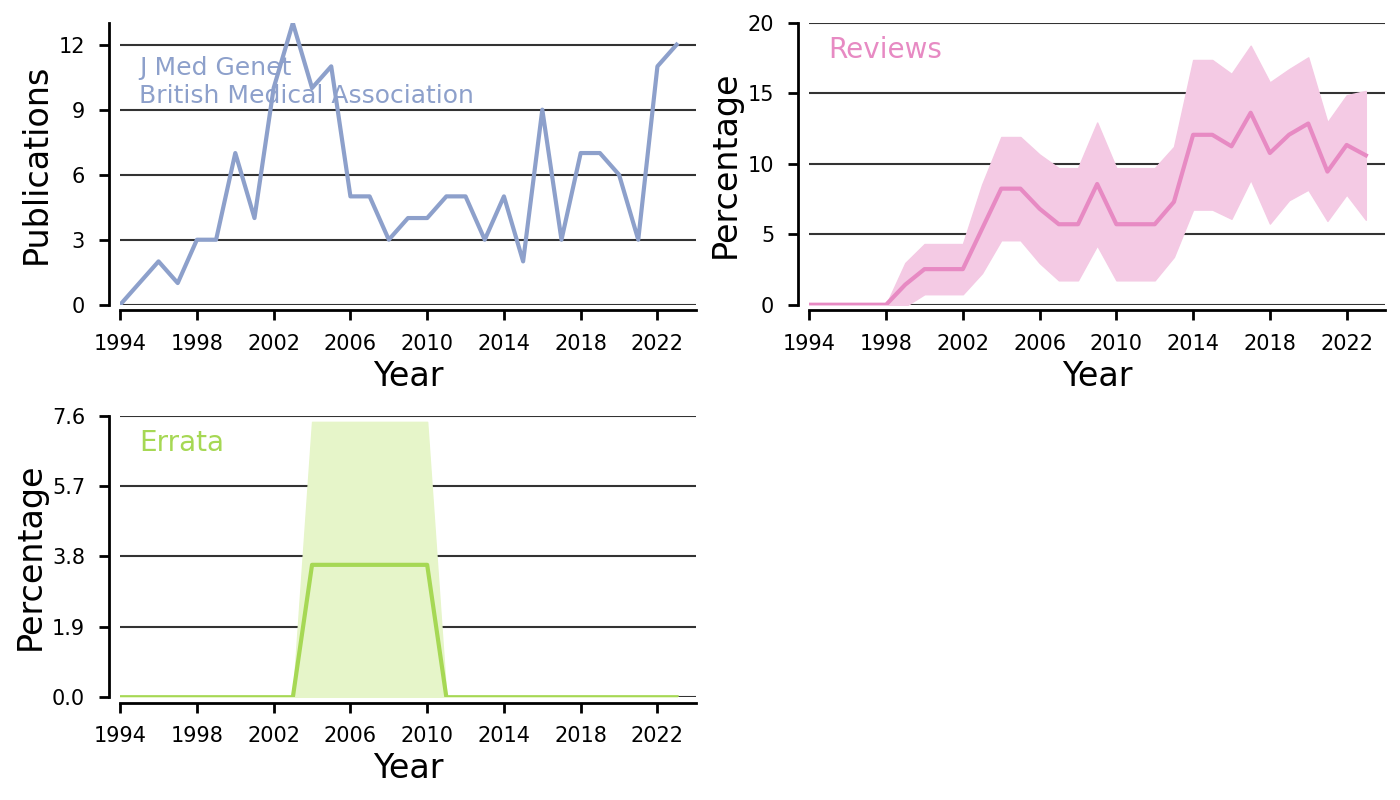 12
9
6
3
0
Publications
J Med Genet
British Medical Association
1994 1998 2002 2006 2010 2014 2018 2022
Year
20
15
10
5
0
Percentage
Reviews
1994 1998 2002 2006 2010 2014 2018 2022
Year
7.6
5.7
3.8
1.9
0.0
Percentage
Errata
1994 1998 2002 2006 2010 2014 2018 2022
Year